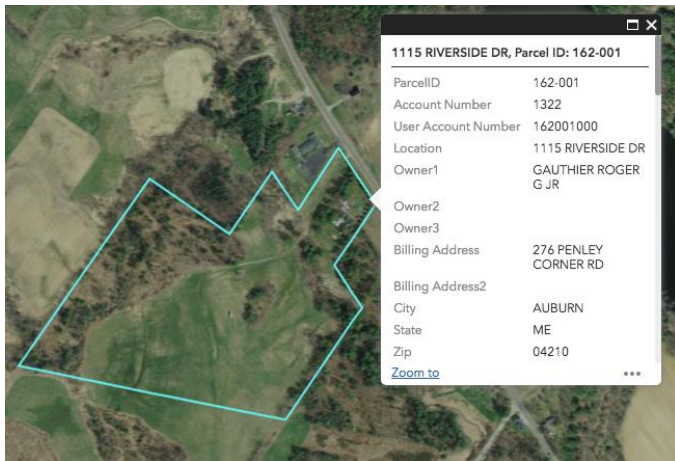 1115 RIVERSIDE DR, Parcel ID: 162-001
ParcelID 162-001
Account Number 1322
User Account Number 162001000
Location 1115 RIVERSIDE DR
Owner1 GAUTHIER ROGER
G JR
Owner2
Owner3
Billing Address 276 PENLEY
CORNER RD
Billing Address2
City AUBURN
State ME
Zip 04210
Zoom to